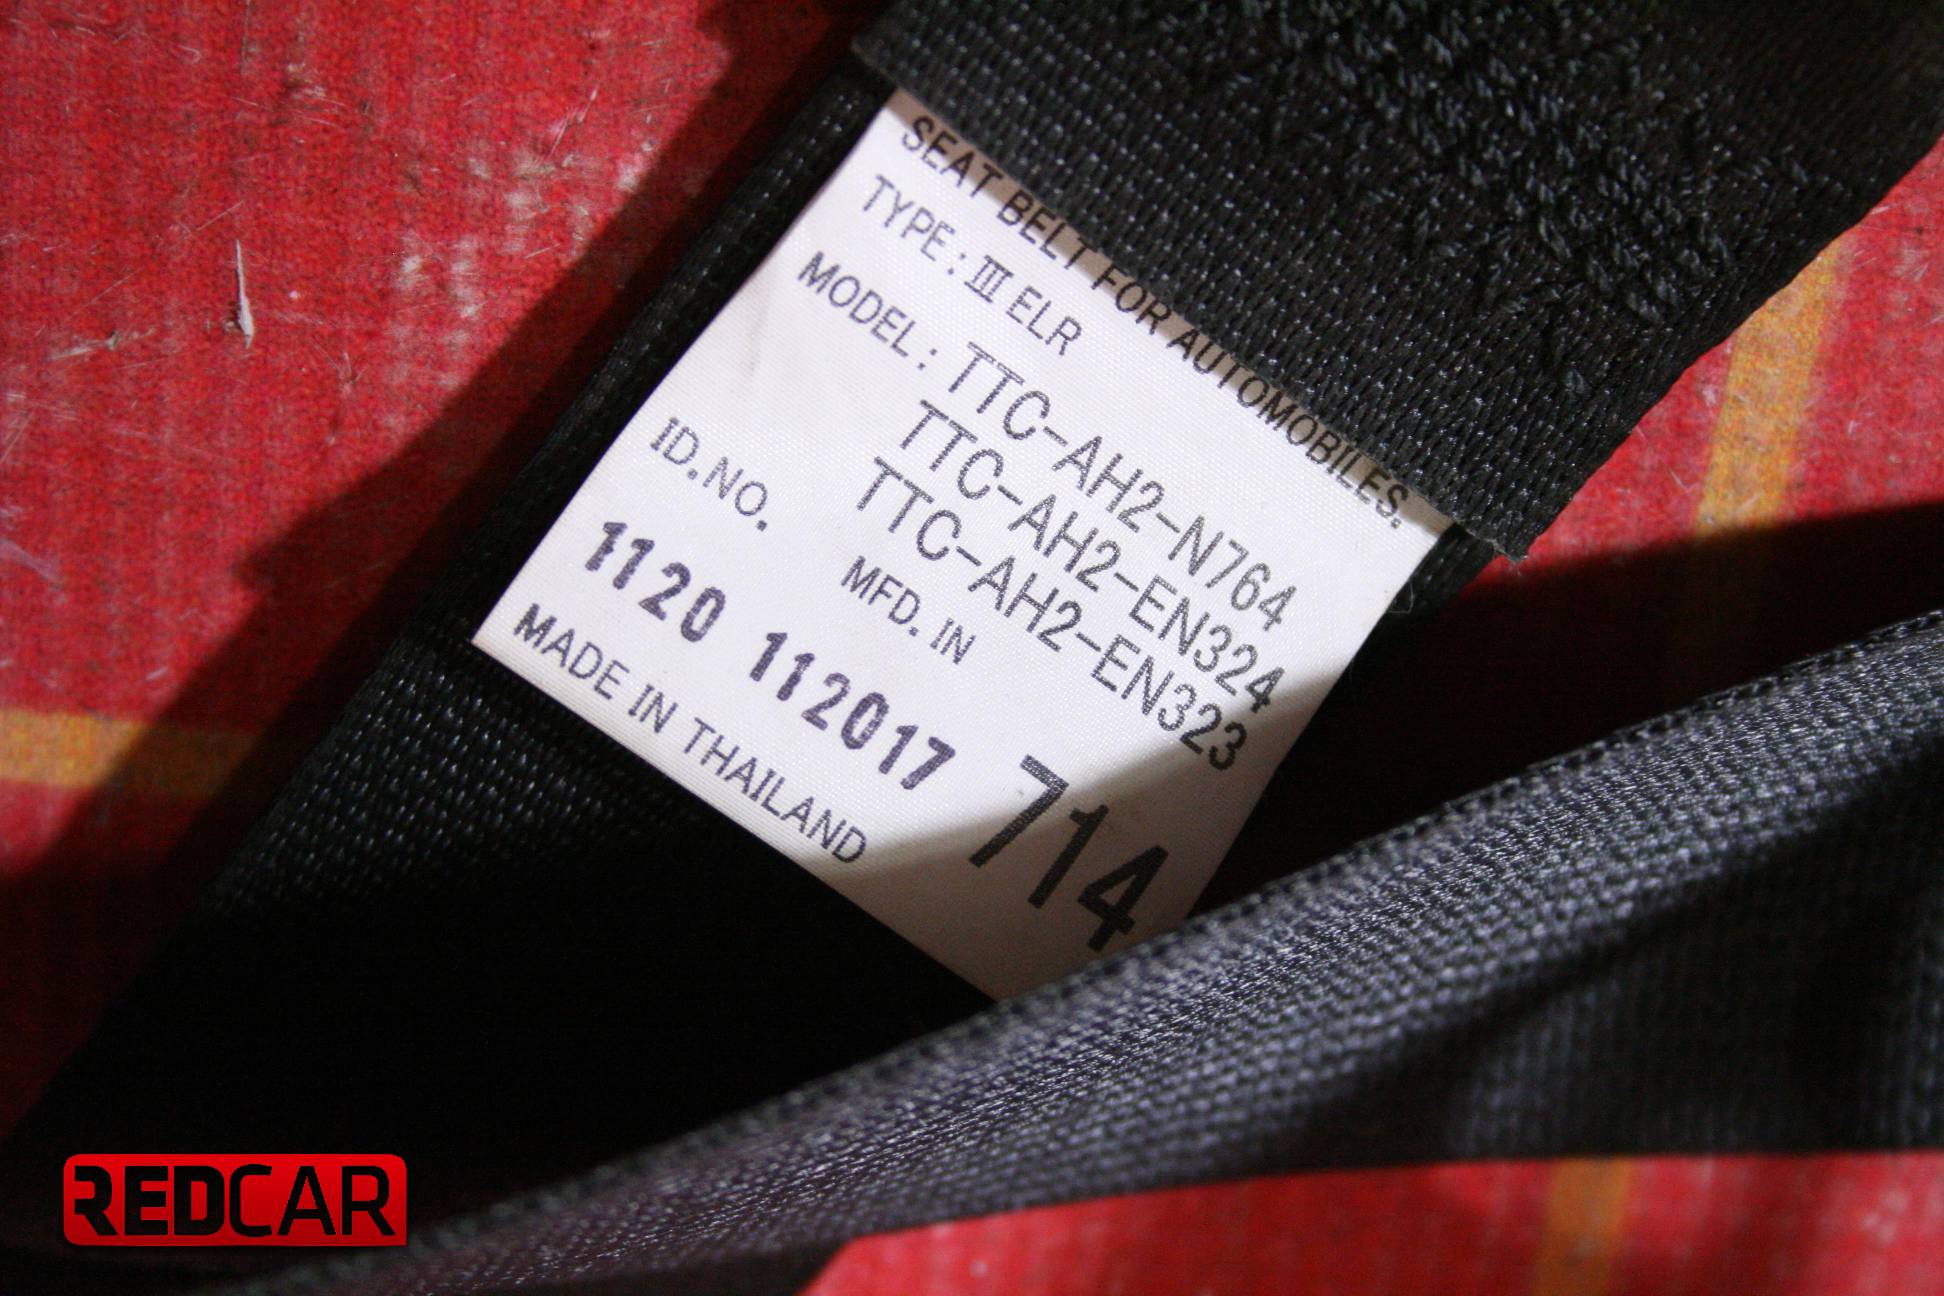 SEAT BELT FOR AUTOMOBILES.
TYPE : III ELR
MODEL : TTC-AH2-N764
TTC-AH2-EN324
TTC-AH2-EN323
ID.NO. MFD. IN
1120 112017
MADE IN THAILAND
714
REDCAR